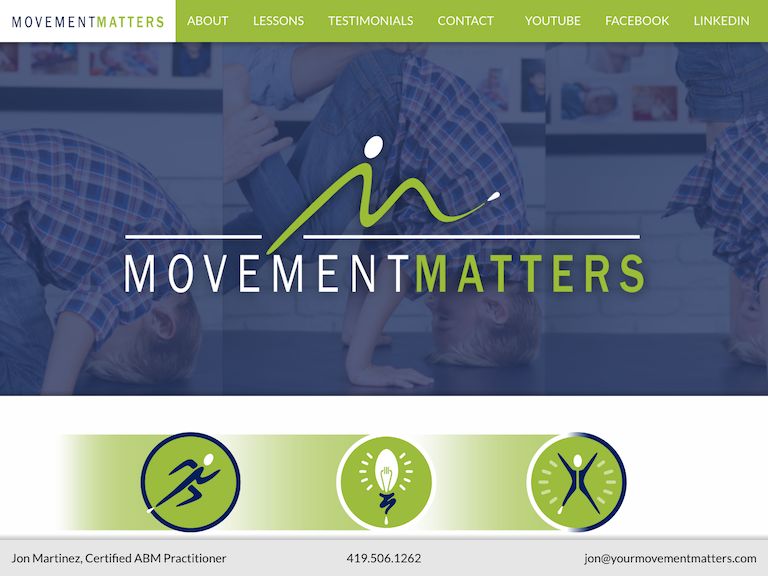 MOVEMENTMATTERS ABOUT LESSONS TESTIMONIALS CONTACT YOUTUBE FACEBOOK LINKEDIN
MOVEMENTMATTERS
Jon Martinez, Certified ABM Practitioner 419.506.1262 jon@yourmovementmatters.com